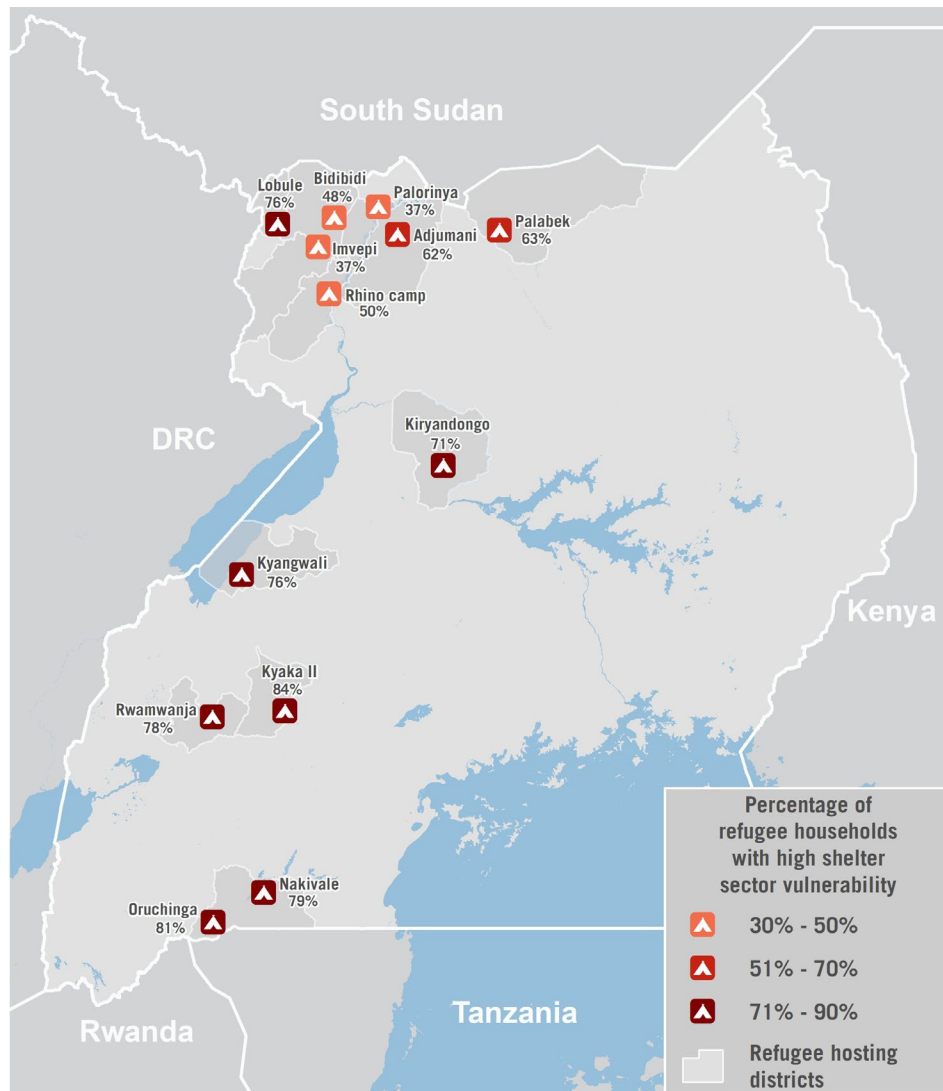 South Sudan
Lobule
76%
Bidibidi
48%
Palorinya
37%
Adjumani
62%
Palabek
63%
Imvepi
37%
Rhino camp
50%
DRC
Kiryandongo
71%
Kyangwali
76%
Kenya
Kyaka II
84%
Rwamwanja
78%
Nakivale
79%
Oruchinga
81%
Rwanda
Tanzania
Percentage of
refugee households
with high shelter
sector vulnerability
30% - 50%
51% - 70%
71% - 90%
Refugee hosting
districts